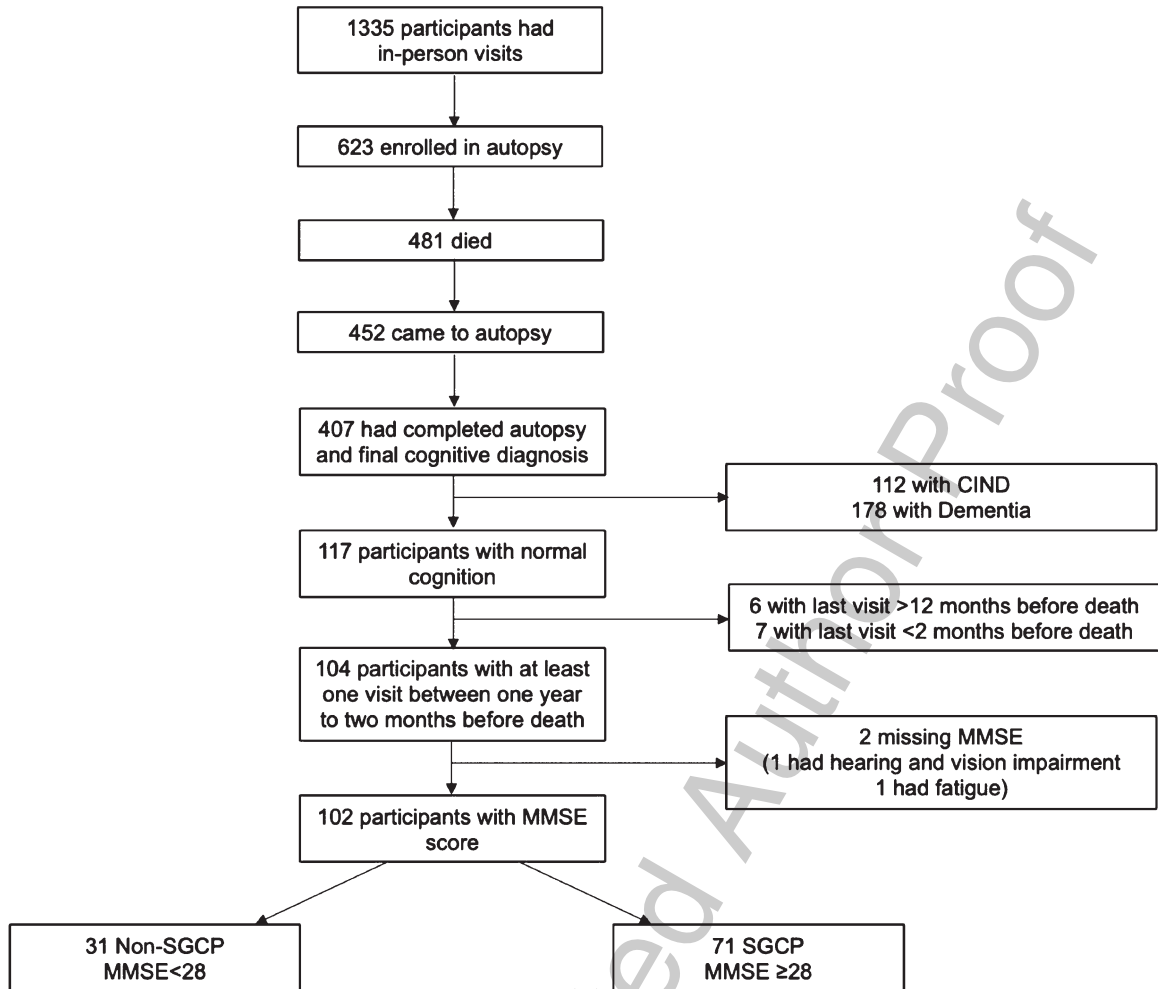 1335 participants had
in-person visits
623 enrolled in autopsy
481 died
452 came to autopsy
407 had completed autopsy
and final cognitive diagnosis
112 with CIND
178 with Dementia
117 participants with normal
cognition
6 with last visit >12 months before death
7 with last visit <2 months before death
104 participants with at least
one visit between one year
to two months before death
2 missing MMSE
(1 had hearing and vision impairment
1 had fatigue)
102 participants with MMSE
score
31 Non-SGCP
MMSE<28
71 SGCP
MMSE ≥28
ed Author Proof